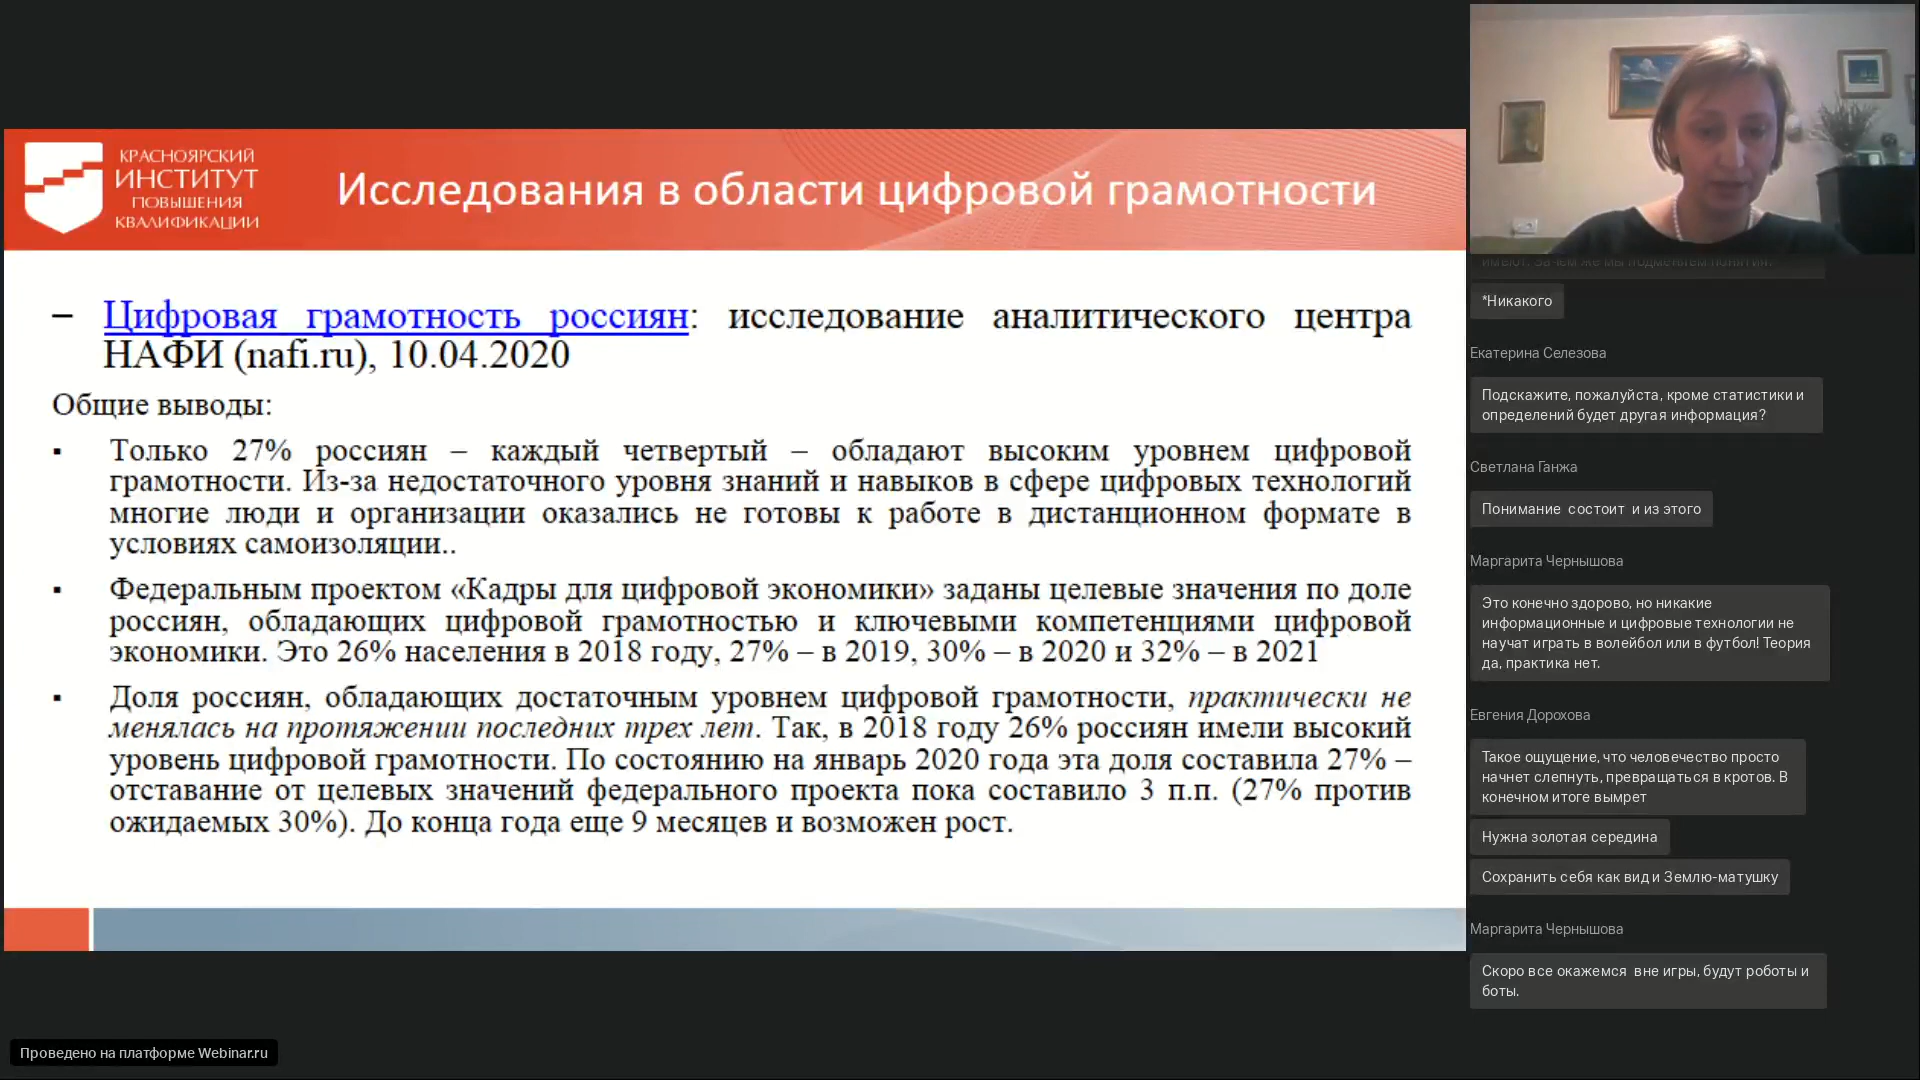 КРАСНОЯРСКИЙ
ИНСТИТУТ
ПОВЫШЕНИЯ
КВАЛИФИКАЦИИ
Исследования в области цифровой грамотности
– Цифровая грамотность россиян: исследование аналитического центра
НАФИ (nafi.ru), 10.04.2020
Общие выводы:
▪ Только 27% россиян – каждый четвертый – обладают высоким уровнем цифровой
грамотности. Из-за недостаточного уровня знаний и навыков в сфере цифровых технологий
многие люди и организации оказались не готовы к работе в дистанционном формате в
условиях самоизоляции..
▪ Федеральным проектом «Кадры для цифровой экономики» заданы целевые значения по доле
россиян, обладающих цифровой грамотностью и ключевыми компетенциями цифровой
экономики. Это 26% населения в 2018 году, 27% – в 2019, 30% – в 2020 и 32% – в 2021
▪ Доля россиян, обладающих достаточным уровнем цифровой грамотности, практически не
менялась на протяжении последних трех лет. Так, в 2018 году 26% россиян имели высокий
уровень цифровой грамотности. По состоянию на январь 2020 года эта доля составила 27% –
отставание от целевых значений федерального проекта пока составило 3 п.п. (27% против
ожидаемых 30%). До конца года еще 9 месяцев и возможен рост.
Проведено на платформе Webinar.ru
имеют. Зачем же мы подменяем понятия.
*Никакого
Екатерина Селезова
Подскажите, пожалуйста, кроме статистики и
определений будет другая информация?
Светлана Ганжа
Понимание состоит и из этого
Маргарита Чернышова
Это конечно здорово, но никакие
информационные и цифровые технологии не
научат играть в волейбол или в футбол! Теория
да, практика нет.
Евгения Дорохова
Такое ощущение, что человечество просто
начнет слепнуть, превращаться в кротов. В
конечном итоге вымрет
Нужна золотая середина
Сохранить себя как вид и Землю-матушку
Маргарита Чернышова
Скоро все окажемся вне игры, будут роботы и
боты.